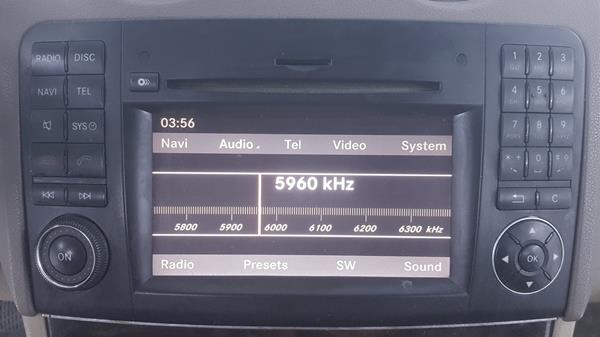 RADIO DISC
NAVI TEL
SYS
ON
03:56
Navi Audio Tel Video System
5960 kHz
5800 5900 6000 6100 6200 6300 kHz
Radio Presets SW Sound
1 2 3
4 5 6
7 8 9
* 0 #
C
OK